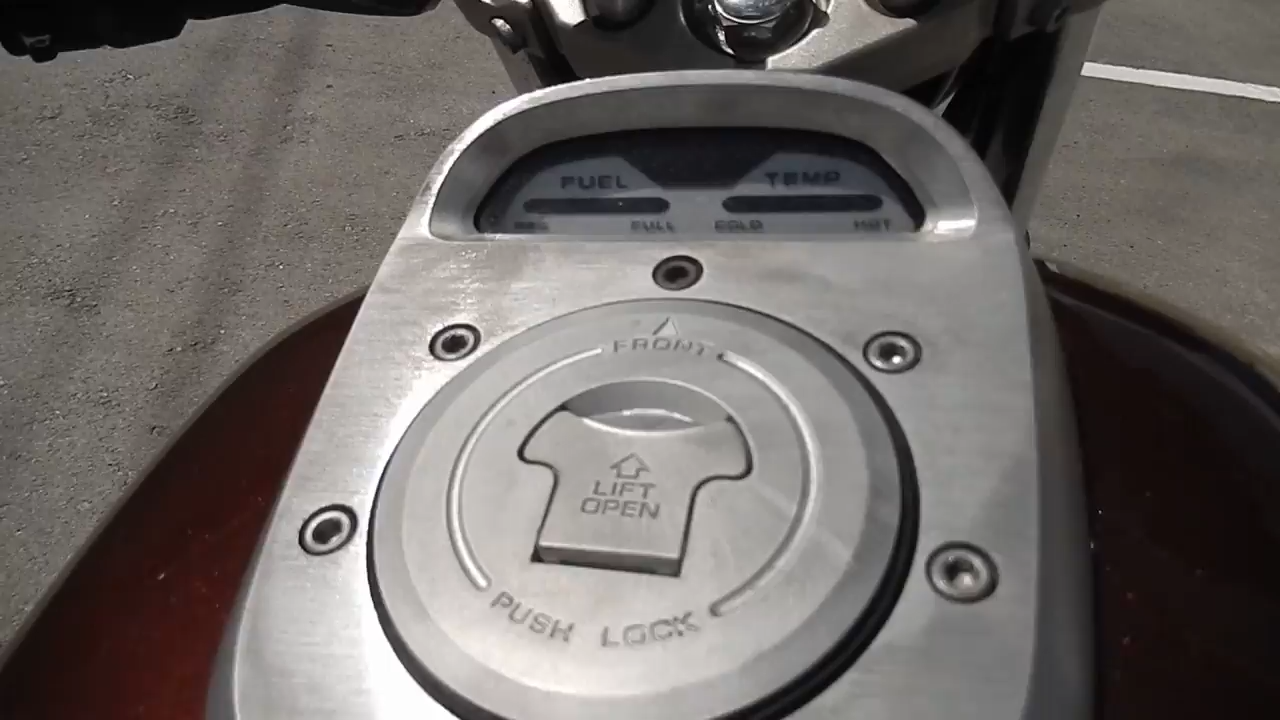 FUEL TEMP
FULL COLD HOT
FRONT
LIFT
OPEN
PUSH LOCK